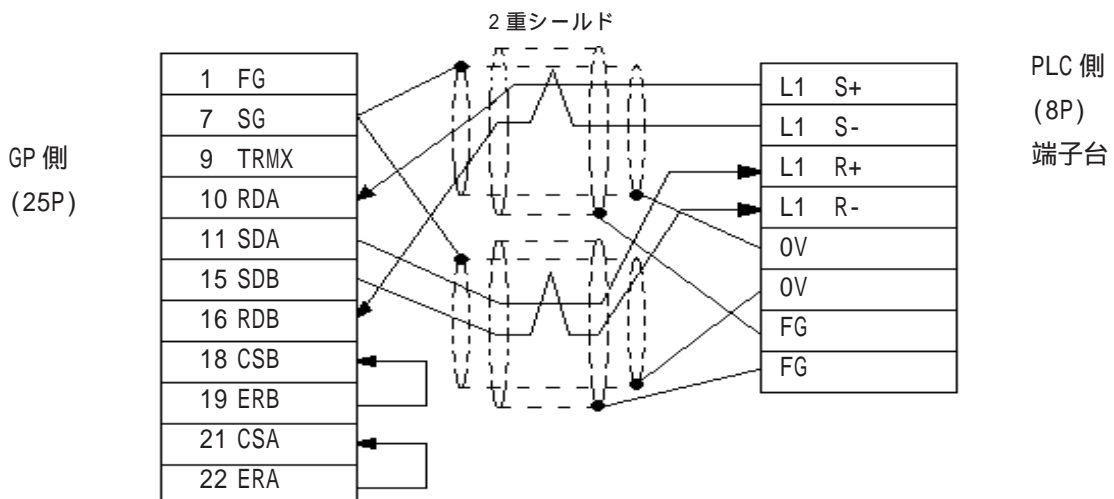 2重シールド
GP側
(25P)
1 FG
7 SG
9 TRMX
10 RDA
11 SDA
15 SDB
16 RDB
18 CSB
19 ERB
21 CSA
22 ERA
L1 S+
L1 S-
L1 R+
L1 R-
0V
0V
FG
FG
PLC側
(8P)
端子台